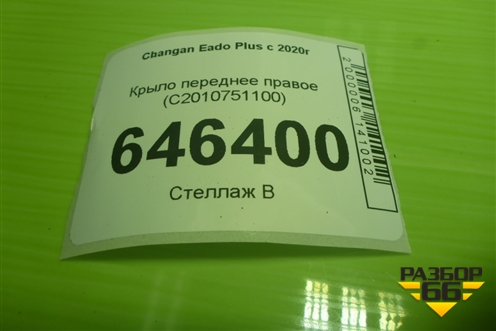 Changan Eado Plus с 2020г
Крыло переднее правое
(C2010751100)
646400
Стеллаж В
2000006141002
РАЗБОР
66